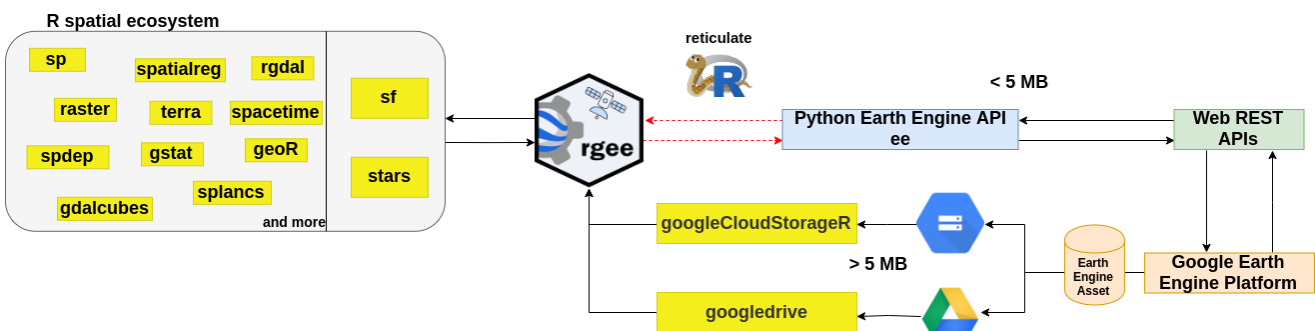 R spatial ecosystem
sp
spatialreg
rgdal
raster
terra
spacetime
spdep
gstat
geoR
splancs
gdalcubes
and more
sf
stars
rgee
reticulate
R
Python Earth Engine API
ee
< 5 MB
Web REST
APIs
googleCloudStorageR
> 5 MB
googledrive
Earth
Engine
Asset
Google Earth
Engine Platform